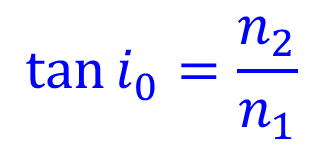 tan i₀ = n₂/n₁